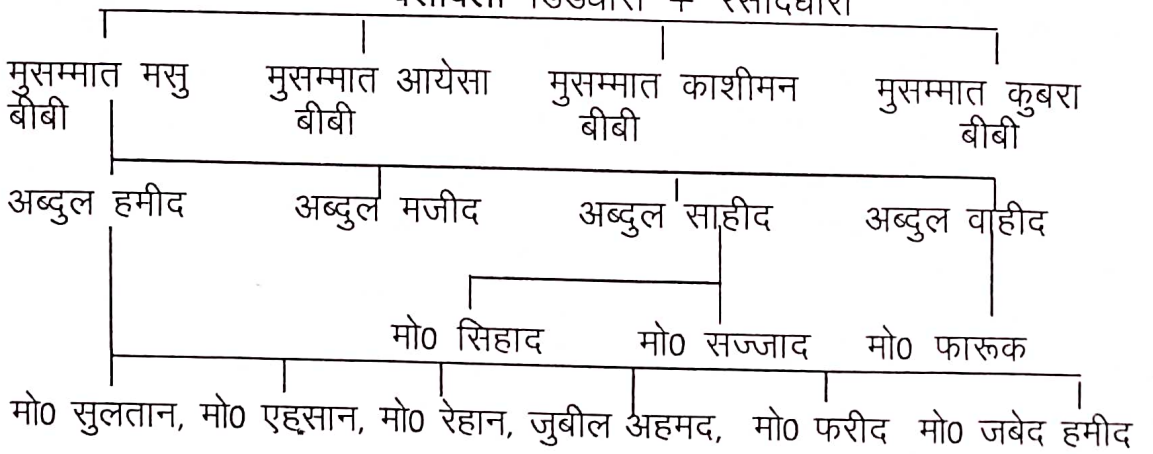 मुसम्मात मसु बीबी मुसम्मात आयेसा बीबी मुसम्मात काशीमन बीबी मुसम्मात कुबरा बीबी
अब्दुल हमीद अब्दुल मजीद अब्दुल साहीद अब्दुल वाहीद
मो0 सिहाद मो0 सज्जाद मो0 फारूक
मो0 सुलतान, मो0 एहसान, मो0 रेहान, जुबील अहमद, मो0 फरीद मो0 जबेद हमीद